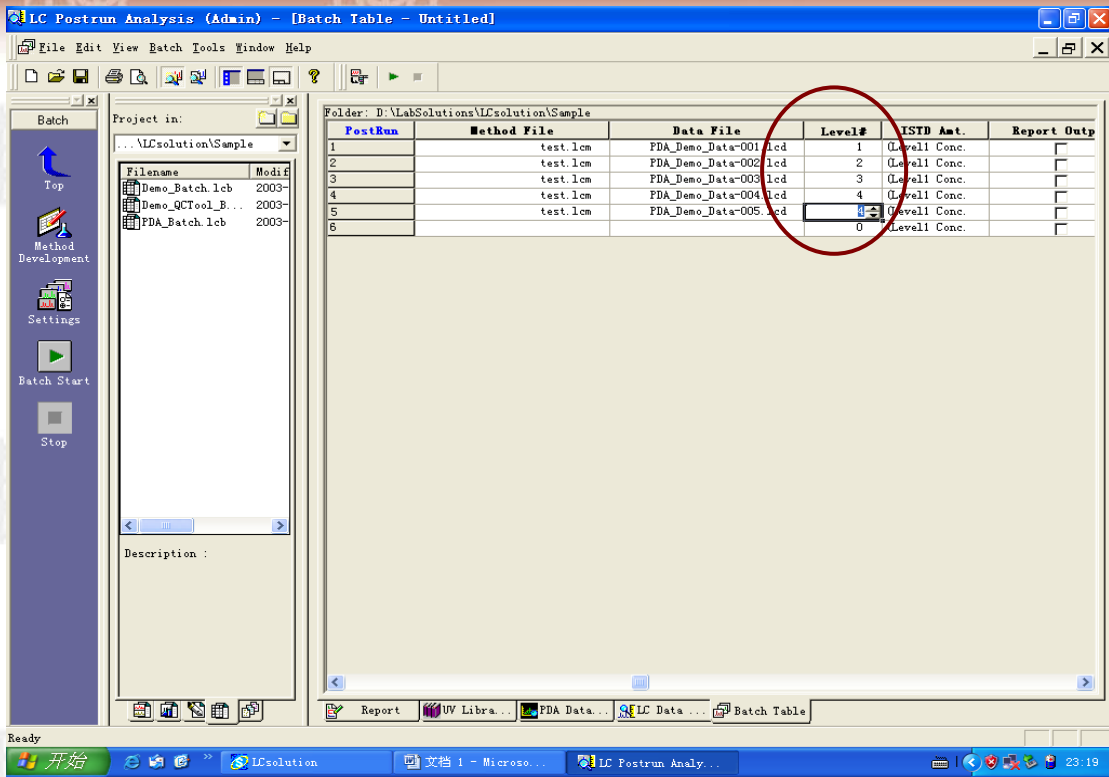 LC Postrun Analysis (Admin) - [Batch Table - Untitled]
File Edit View Batch Tools Window Help
Batch
Top
Method Development
Settings
Batch Start
Stop
Project in:
...\LCsolution\Sample
Filename Modif
Demo_Batch.lcb 2003-
Demo_QCTool_B... 2003-
PDA_Batch.lcb 2003-
Description :
Folder: D:\LabSolutions\LCsolution\Sample
PostRun Method File Data File Level# ISTD Amt. Report Outp
1 test.lcm PDA_Demo_Data-001.lcd 1 (Level1 Conc.
2 test.lcm PDA_Demo_Data-002.lcd 2 (Level1 Conc.
3 test.lcm PDA_Demo_Data-003.lcd 3 (Level1 Conc.
4 test.lcm PDA_Demo_Data-004.lcd 4 (Level1 Conc.
5 test.lcm PDA_Demo_Data-005.lcd 4 (Level1 Conc.
6 0 (Level1 Conc.
Report UV Libra... PDA Data... LC Data ... Batch Table
Ready
开始 LCsolution 文档 1 - Microso... LC Postrun Analy... 23:19